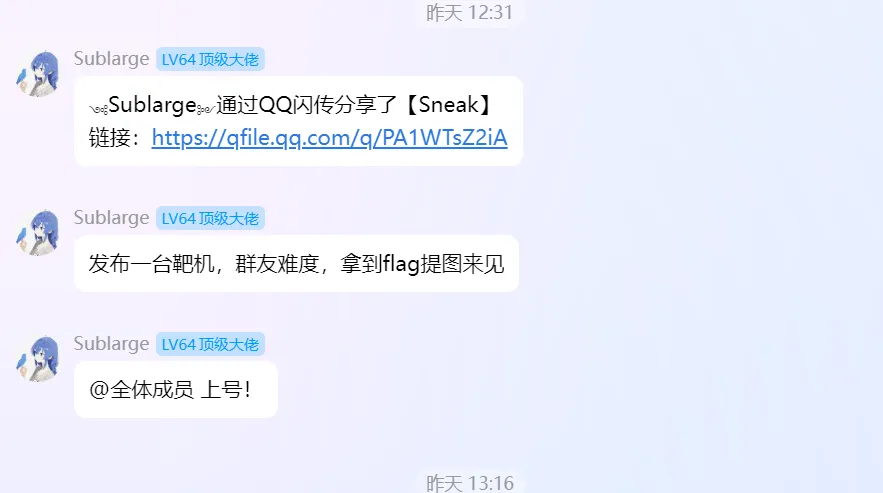 昨天 12:31
Sublarge LV64 顶级大佬
Sublarge通过QQ闪传分享了【Sneak】
链接：https://qfile.qq.com/q/PA1WTsZ2iA
Sublarge LV64 顶级大佬
发布一台靶机，群友难度，拿到flag提图来见
Sublarge LV64 顶级大佬
@全体成员 上号！
昨天 13:16